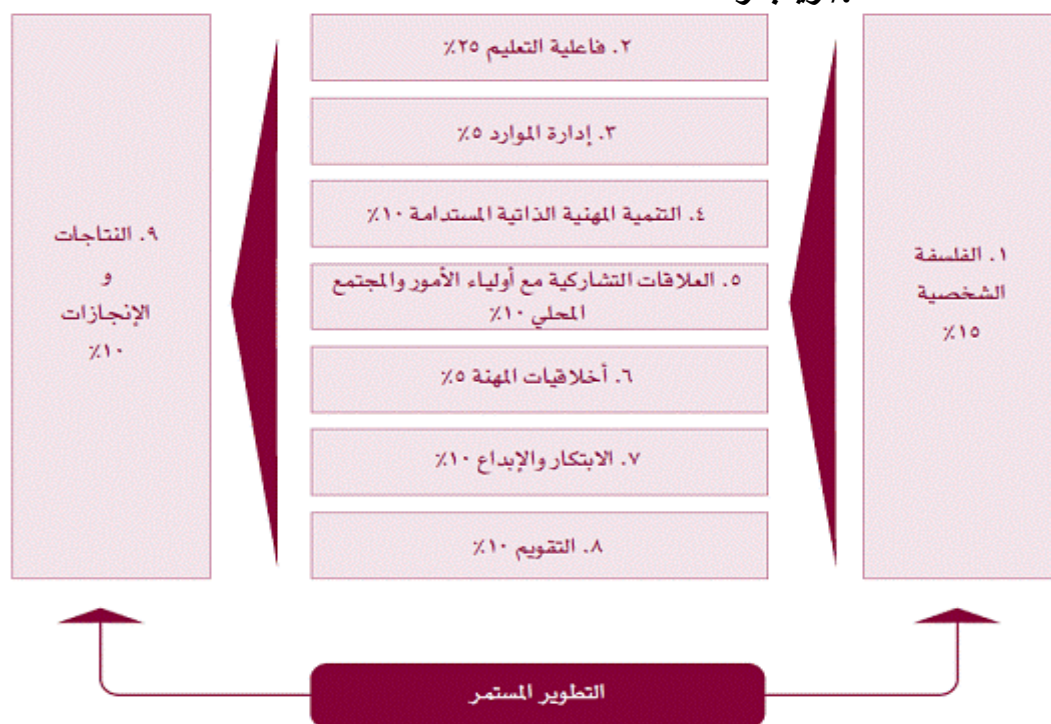 ١. الفلسفة
الشخصية
١٥٪
٢. فاعلية التعليم ٢٥٪
٣. إدارة الموارد ٥٪
٤. التنمية المهنية الذاتية المستدامة ١٠٪
٥. العلاقات التشاركية مع أولياء الأمور والمجتمع
المحلي ١٠٪
٦. أخلاقيات المهنة ٥٪
٧. الابتكار والإبداع ١٠٪
٨. التقويم ١٠٪
٩. النتاجات
و
الإنجازات
١٠٪
التطوير المستمر